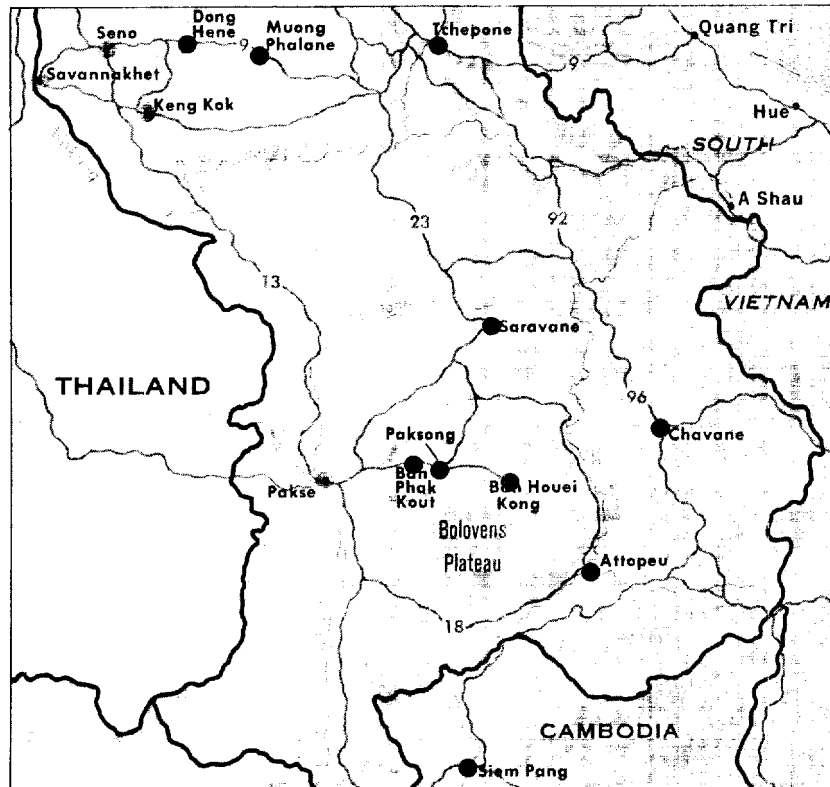 Dong
Hene
Muong
Phalane
Seno
9
Tchepone
Quang Tri
9
Savannakhet
Keng Kok
Hue
SOUTH
A Shau
23
92
13
VIETNAM
Saravane
THAILAND
96
Chavane
Paksong
Ban
Phak
Kout
Ban Houei
Kong
Pakse
Bolovens
Plateau
Attopeu
18
CAMBODIA
Siem Pang